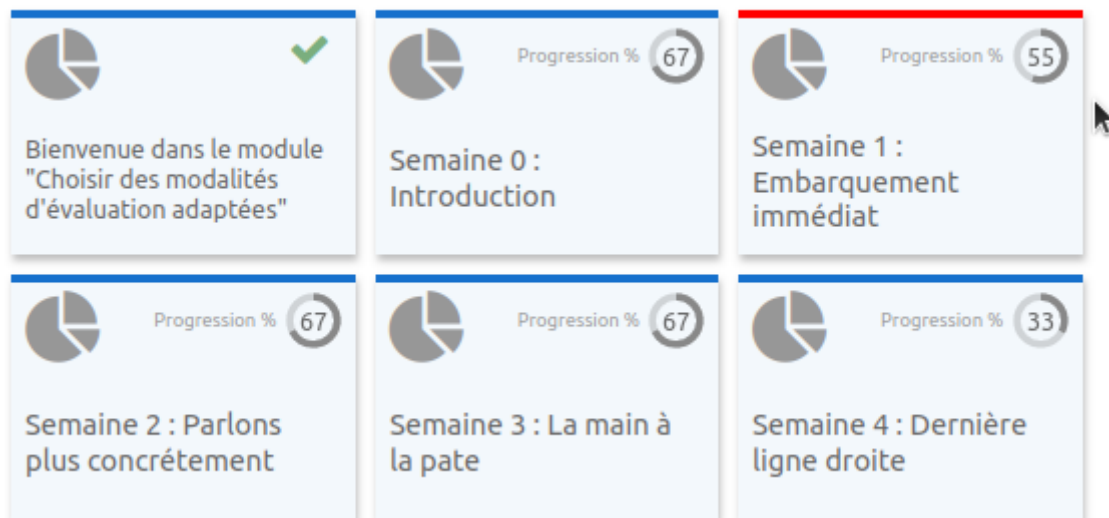 Bienvenue dans le module
"Choisir des modalités
d'évaluation adaptées"
Progression % 67
Semaine 0 :
Introduction
Progression % 55
Semaine 1 :
Embarquement
immédiat
Progression % 67
Semaine 2 : Parlons
plus concrétement
Progression % 67
Semaine 3 : La main à
la pate
Progression % 33
Semaine 4 : Dernière
ligne droite